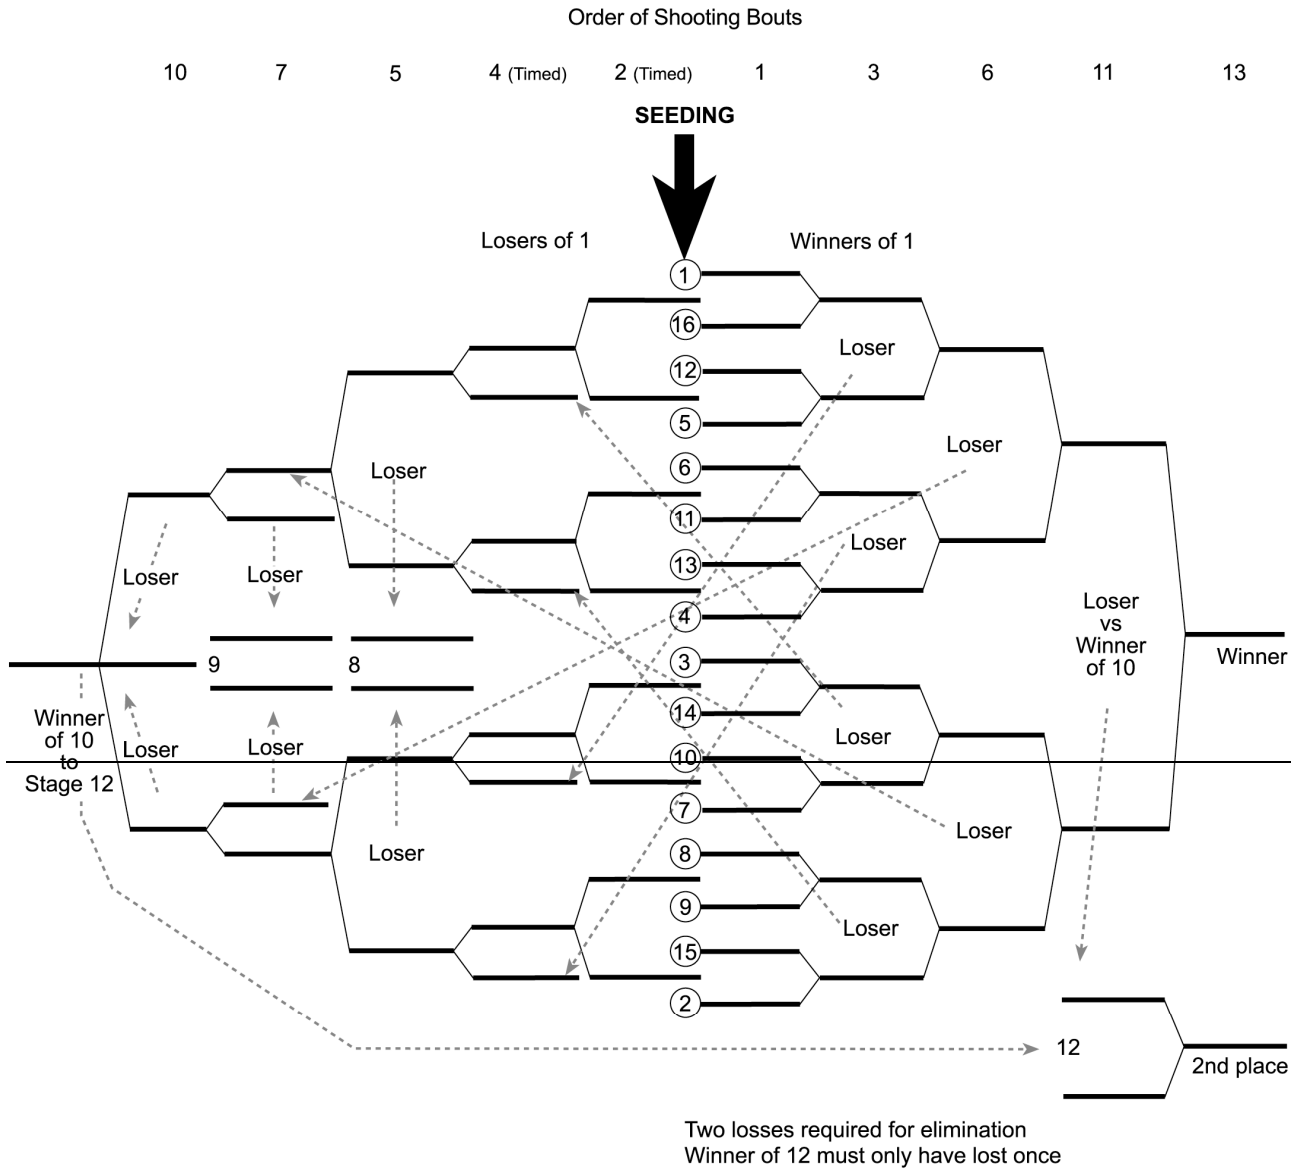 Order of Shooting Bouts
10 7 5 4 (Timed) 2 (Timed) 1 3 6 11 13
SEEDING
Losers of 1
Winners of 1
1
16
Loser
12
5
Loser
Loser
6
11
Loser
13
Loser
Loser
4
Loser
vs
Winner
of 10
3
9
8
Winner
14
Winner
of 10
to
Stage 12
Loser
Loser
Loser
10
7
Loser
Loser
8
9
Loser
15
2
12
2nd place
Two losses required for elimination
Winner of 12 must only have lost once